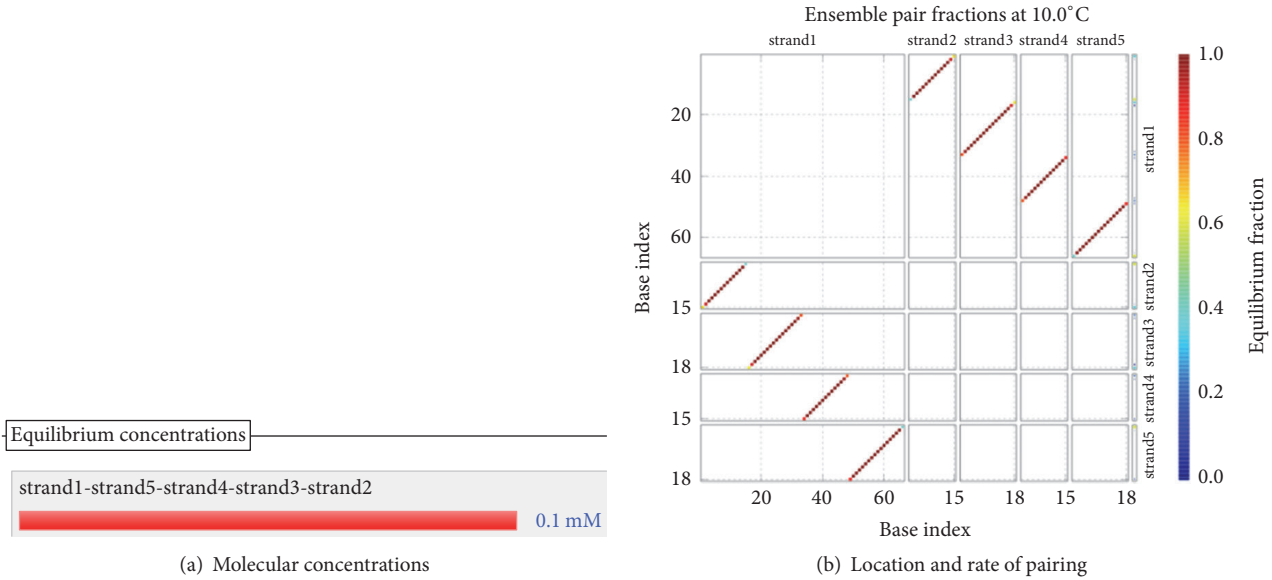 Equilibrium concentrations
strand1-strand5-strand4-strand3-strand2
0.1 mM
(a) Molecular concentrations
Ensemble pair fractions at 10.0°C
strand1 strand2 strand3 strand4 strand5
20
40
60
15
18
15
18
Base index
strand1
strand2
strand3
strand4
strand5
20 40 60 15 18 15 18
Base index
1.0
0.8
0.6
0.4
0.2
0.0
Equilibrium fraction
(b) Location and rate of pairing